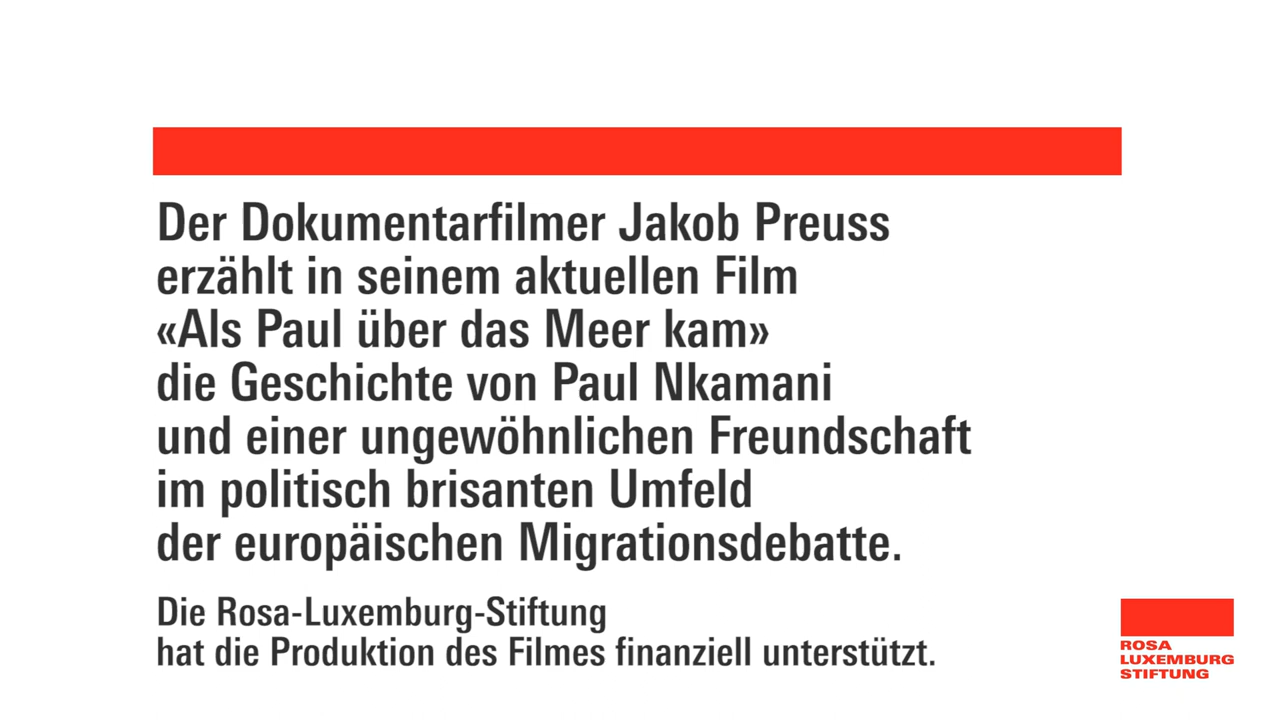 Der Dokumentarfilmer Jakob Preuss
erzählt in seinem aktuellen Film
«Als Paul über das Meer kam»
die Geschichte von Paul Nkamani
und einer ungewöhnlichen Freundschaft
im politisch brisanten Umfeld
der europäischen Migrationsdebatte.
Die Rosa-Luxemburg-Stiftung
hat die Produktion des Filmes finanziell unterstützt.
ROSA
LUXEMBURG
STIFTUNG